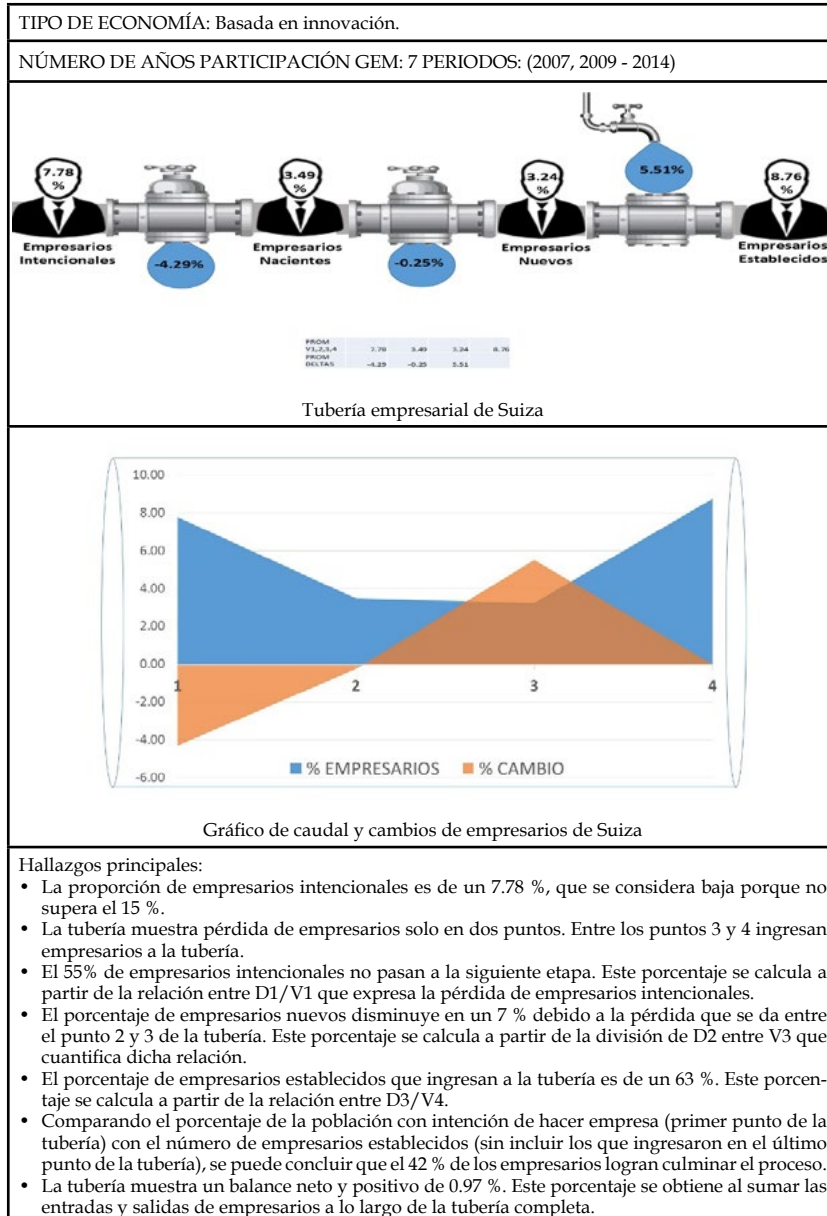 TIPO DE ECONOMÍA: Basada en innovación.
NÚMERO DE AÑOS PARTICIPACIÓN GEM: 7 PERIODOS: (2007, 2009 - 2014)
7.78
%
3.49
%
3.24
%
5.51%
8.76
%
Empresarios
Intencionales
-4.29%
Empresarios
Nacientes
-0.25%
Empresarios
Nuevos
Empresarios
Establecidos
PROM
V1,2,3,4 7.78 3.49 3.24 8.76
PROM
DELTAS -4.29 -0.25 5.51
Tubería empresarial de Suiza
10.00
8.00
6.00
4.00
2.00
0.00
-2.00
-4.00
-6.00
1 2 3 4
% EMPRESARIOS % CAMBIO
Gráfico de caudal y cambios de empresarios de Suiza
Hallazgos principales:
• La proporción de empresarios intencionales es de un 7.78 %, que se considera baja porque no
supera el 15 %.
• La tubería muestra pérdida de empresarios solo en dos puntos. Entre los puntos 3 y 4 ingresan
empresarios a la tubería.
• El 55% de empresarios intencionales no pasan a la siguiente etapa. Este porcentaje se calcula a
partir de la relación entre D1/V1 que expresa la pérdida de empresarios intencionales.
• El porcentaje de empresarios nuevos disminuye en un 7 % debido a la pérdida que se da entre
el punto 2 y 3 de la tubería. Este porcentaje se calcula a partir de la división de D2 entre V3 que
cuantifica dicha relación.
• El porcentaje de empresarios establecidos que ingresan a la tubería es de un 63 %. Este porcen-
taje se calcula a partir de la relación entre D3/V4.
• Comparando el porcentaje de la población con intención de hacer empresa (primer punto de la
tubería) con el número de empresarios establecidos (sin incluir los que ingresaron en el último
punto de la tubería), se puede concluir que el 42 % de los empresarios logran culminar el proceso.
• La tubería muestra un balance neto y positivo de 0.97 %. Este porcentaje se obtiene al sumar las
entradas y salidas de empresarios a lo largo de la tubería completa.